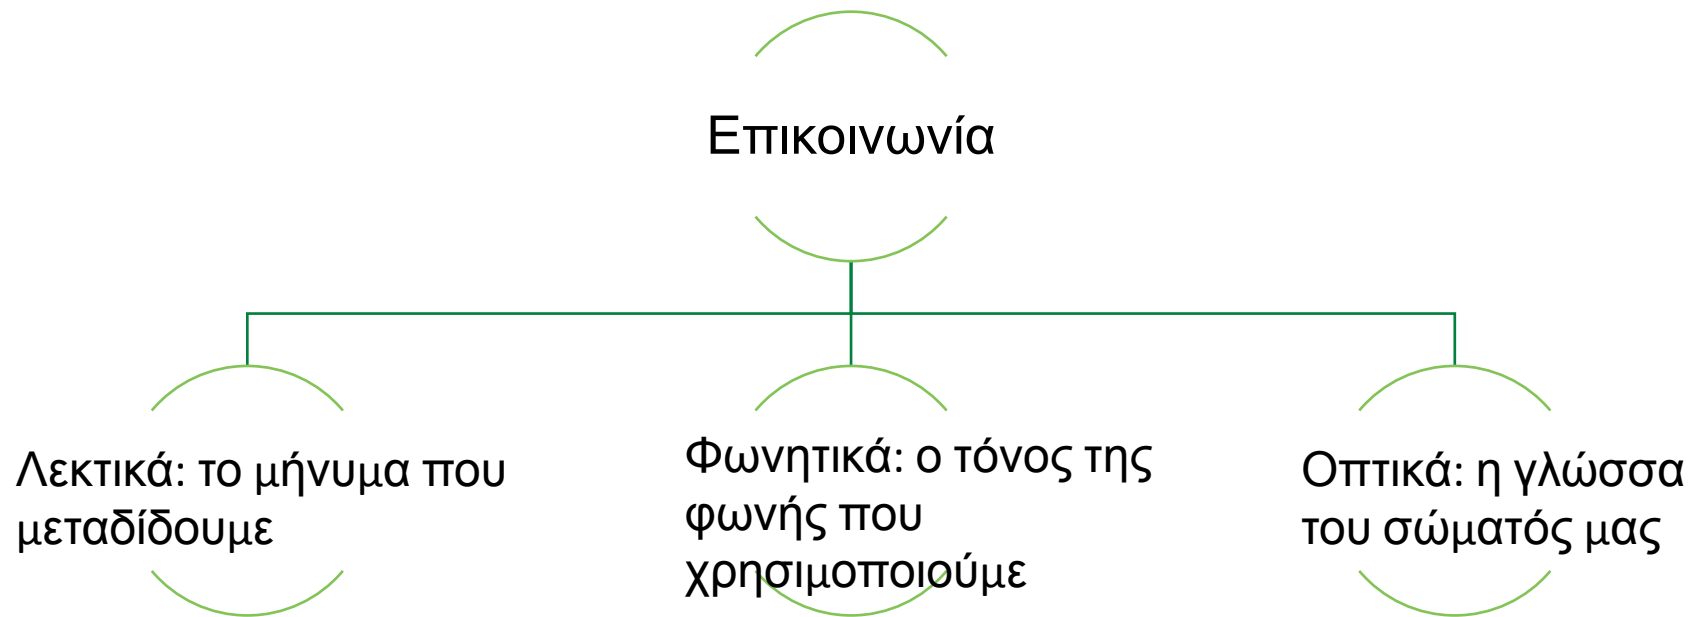 Επικοινωνία
Λεκτικά: το μήνυμα που
μεταδίδουμε
Φωνητικά: ο τόνος της
φωνής που
χρησιμοποιούμε
Οπτικά: η γλώσσα
του σώματός μας